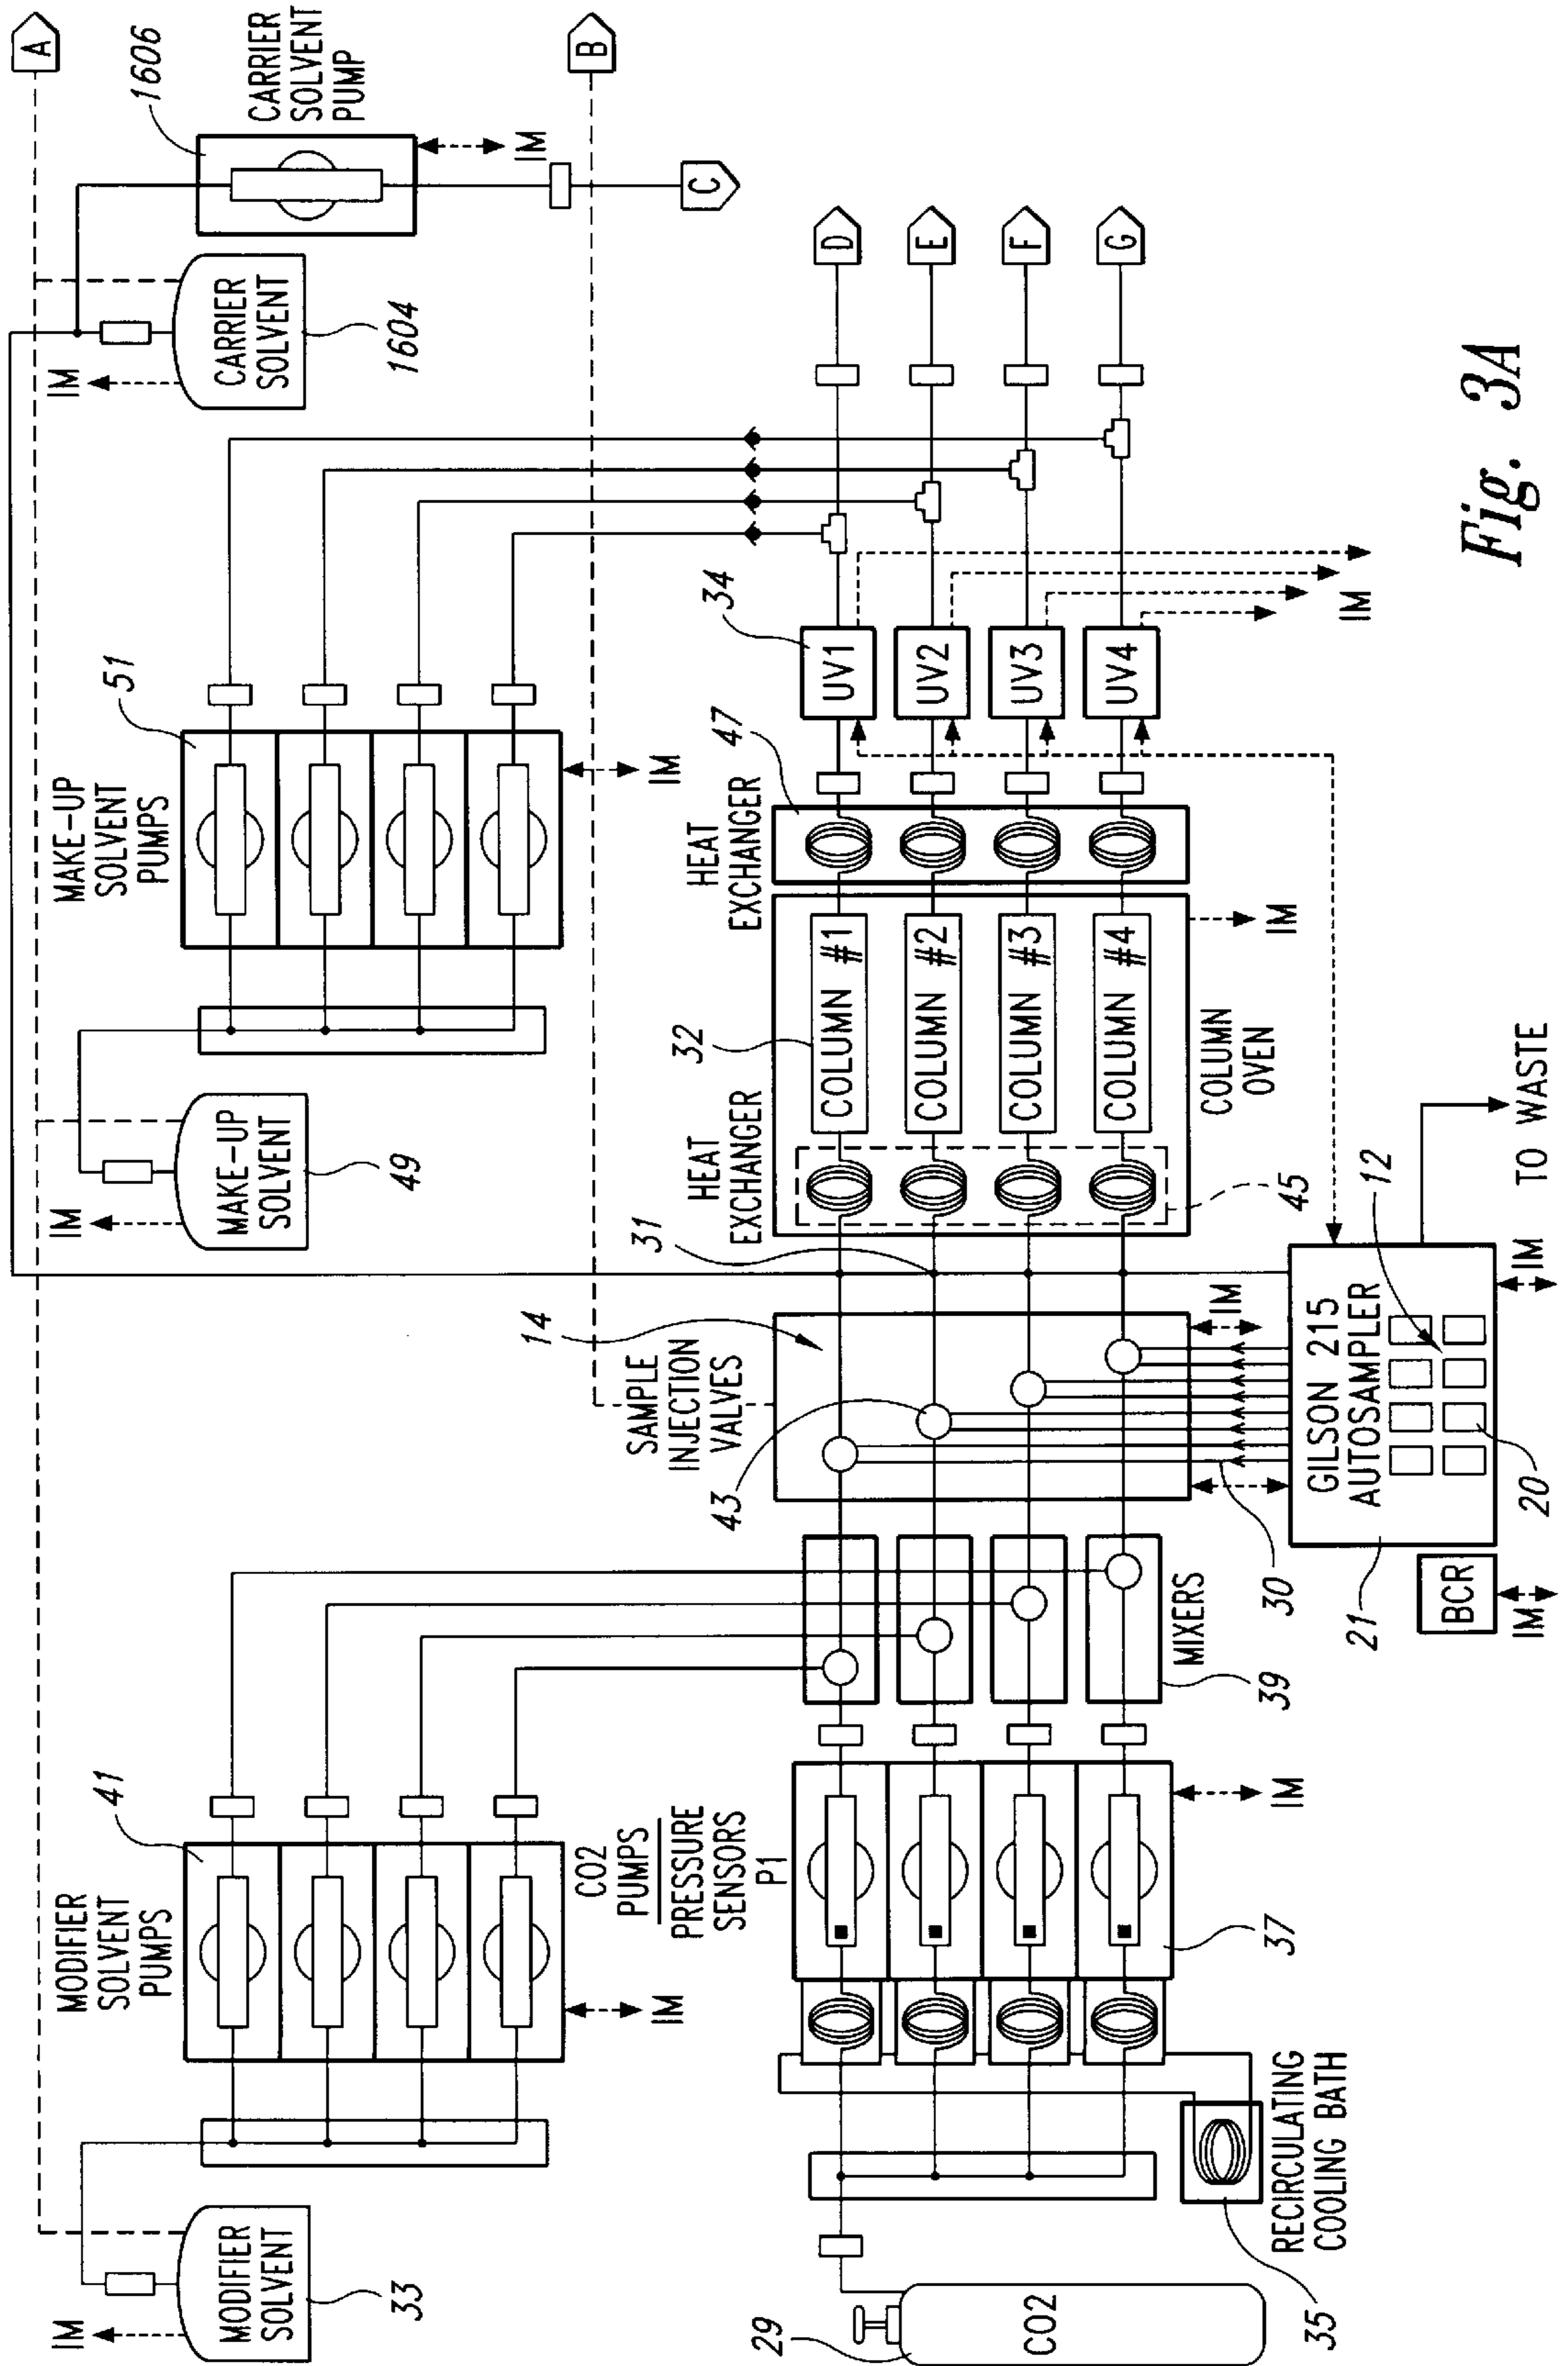 A
1606
CARRIER
SOLVENT
PUMP
IM
B
C
IM
CARRIER
SOLVENT
1604
MAKE-UP
SOLVENT
PUMPS
51
IM
IM
MAKE-UP
SOLVENT
49
MODIFIER
SOLVENT
PUMPS
41
IM
IM
MODIFIER
SOLVENT
33
29
CO2
RECIRCULATING
COOLING BATH
35
CO2
PUMPS
PRESSURE
SENSORS
P1
37
IM
MIXERS
39
SAMPLE
INJECTION
VALVES
14
43
IM
31
30
HEAT
EXCHANGER
45
32
COLUMN #1
COLUMN #2
COLUMN #3
COLUMN #4
COLUMN
OVEN
IM
HEAT
EXCHANGER
47
34
UV1
UV2
UV3
UV4
IM
D
E
F
G
GILSON 215
AUTOSAMPLER
12
20
21
BCR
IM
IM
TO WASTE
Fig. 3A